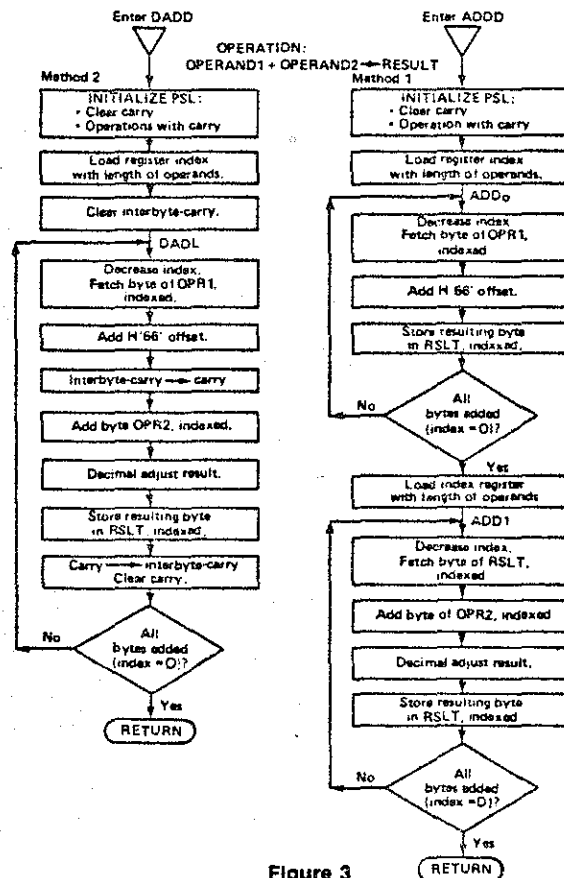 Enter DADD
Enter ADDD
OPERATION:
OPERAND1 + OPERAND2 → RESULT
Method 2
INITIALIZE PSL:
• Clear carry
• Operations with carry
Load register index
with length of operands.
Clear interbyte-carry.
DADL
Decrease index.
Fetch byte of OPR1,
indexed.
Add H'66' offset.
Interbyte-carry → carry
Add byte OPR2, indexed.
Decimal adjust result.
Store resulting byte
in RSLT, indexed.
Carry → interbyte-carry
Clear carry.
No
All
bytes added
(index = 0)?
Yes
RETURN
Method 1
INITIALIZE PSL:
• Clear carry
• Operation with carry
Load register index
with length of operands.
ADD0
Decrease index
Fetch byte of OPR1,
indexed
Add H'66' offset.
Store resulting byte
in RSLT, indexed.
No
All
bytes added
(index = 0)?
Yes
Load index register
with length of operands
ADD1
Decrease index.
Fetch byte of RSLT,
indexed
Add byte of OPR2, indexed
Decimal adjust result.
Store resulting byte
in RSLT, indexed
No
All
bytes added
(index = 0)?
Yes
RETURN
Figure 3